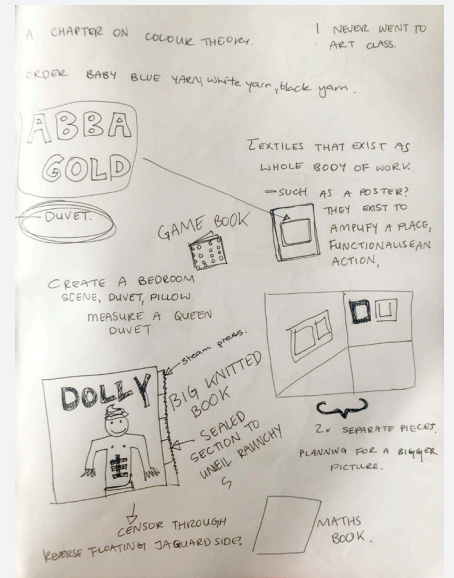 A CHAPTER ON COLOUR THEORY.
I NEVER WENT TO
ART CLASS.
ORDER BABY BLUE YARN, white yarn, black yarn.
ABBA
GOLD
DUVET.
TEXTILES THAT EXIST AS
WHOLE BODY OF WORK.
- SUCH AS A POSTER?
THEY EXIST TO
AMPLIFY A PLACE,
FUNCTIONALISE AN
ACTION,
GAME BOOK
CREATE A BEDROOM
SCENE, DUVET, PILLOW
MEASURE A QUEEN
DUVET
steam press.
DOLLY
BIG KNITTED
BOOK
SEALED
SECTION TO
UNVEIL RAUNCHY
S
2x SEPARATE PIECES.
PLANNING FOR A BIGGER
PICTURE.
CENSOR THROUGH
REVERSE FLOATING JAQUARD SIDE?
MATHS
BOOK.